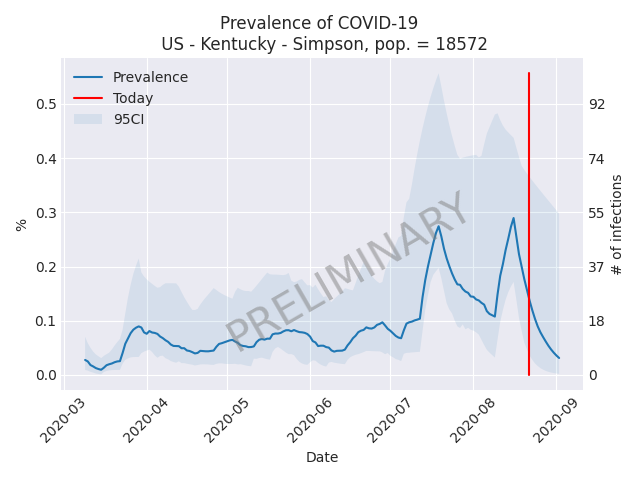 Prevalence of COVID-19
US - Kentucky - Simpson, pop. = 18572
Prevalence
Today
95CI
PRELIMINARY
%
0.5
0.4
0.3
0.2
0.1
0.0
92
74
55
37
18
0
# of infections
2020-03
2020-04
2020-05
2020-06
2020-07
2020-08
2020-09
Date